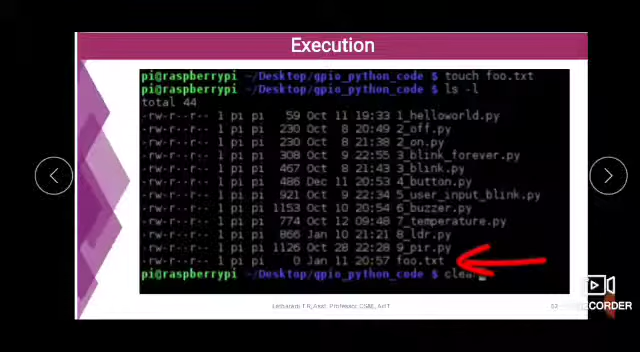 Execution
pi@raspberrypi ~/Desktop/gpio_python_code $ touch foo.txt
pi@raspberrypi ~/Desktop/gpio_python_code $ ls -l
total 44
-rw-r--r-- 1 pi pi 59 Oct 11 19:33 1_helloworld.py
-rw-r--r-- 1 pi pi 230 Oct 8 20:49 2_off.py
-rw-r--r-- 1 pi pi 230 Oct 8 21:38 2_on.py
-rw-r--r-- 1 pi pi 308 Oct 9 22:55 3_blink_forever.py
-rw-r--r-- 1 pi pi 467 Oct 8 21:43 3_blink.py
-rw-r--r-- 1 pi pi 486 Dec 11 20:53 4_button.py
-rw-r--r-- 1 pi pi 921 Oct 9 22:34 5_user_input_blink.py
-rw-r--r-- 1 pi pi 1153 Oct 10 20:54 6_buzzer.py
-rw-r--r-- 1 pi pi 774 Oct 12 09:48 7_temperature.py
-rw-r--r-- 1 pi pi 866 Jan 10 21:21 8_ldr.py
-rw-r--r-- 1 pi pi 1126 Oct 28 22:28 9_pir.py
-rw-r--r-- 1 pi pi 0 Jan 11 20:57 foo.txt
pi@raspberrypi ~/Desktop/gpio_python_code $ clear
Asst. Professor, CS&E, AIT
RECORDER